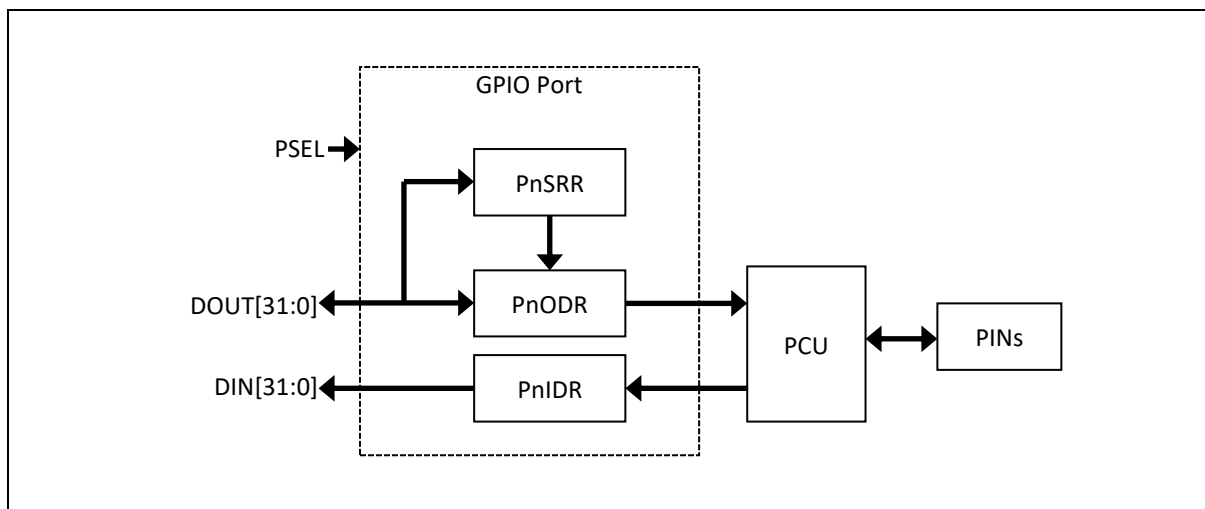 GPIO Port
PSEL
PnSRR
DOUT[31:0]
PnODR
PCU
PINs
DIN[31:0]
PnIDR